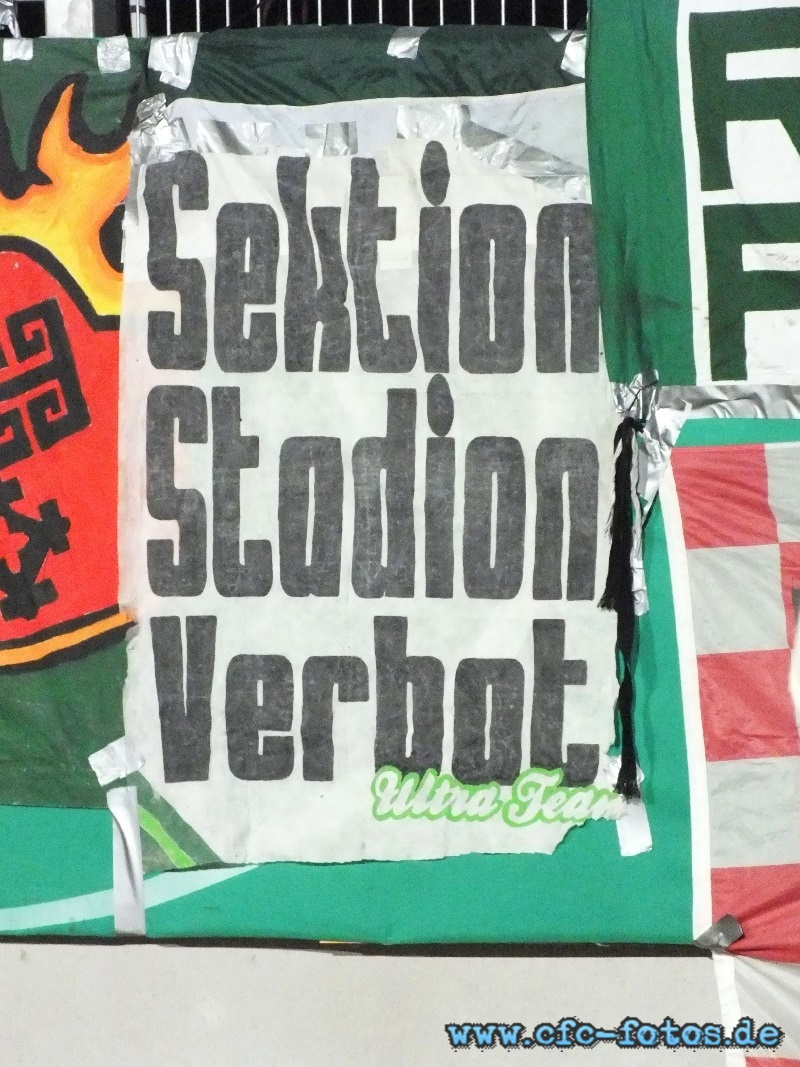 Sektion
Stadion
Verbot
Ultra Team
www.cfc-fotos.de